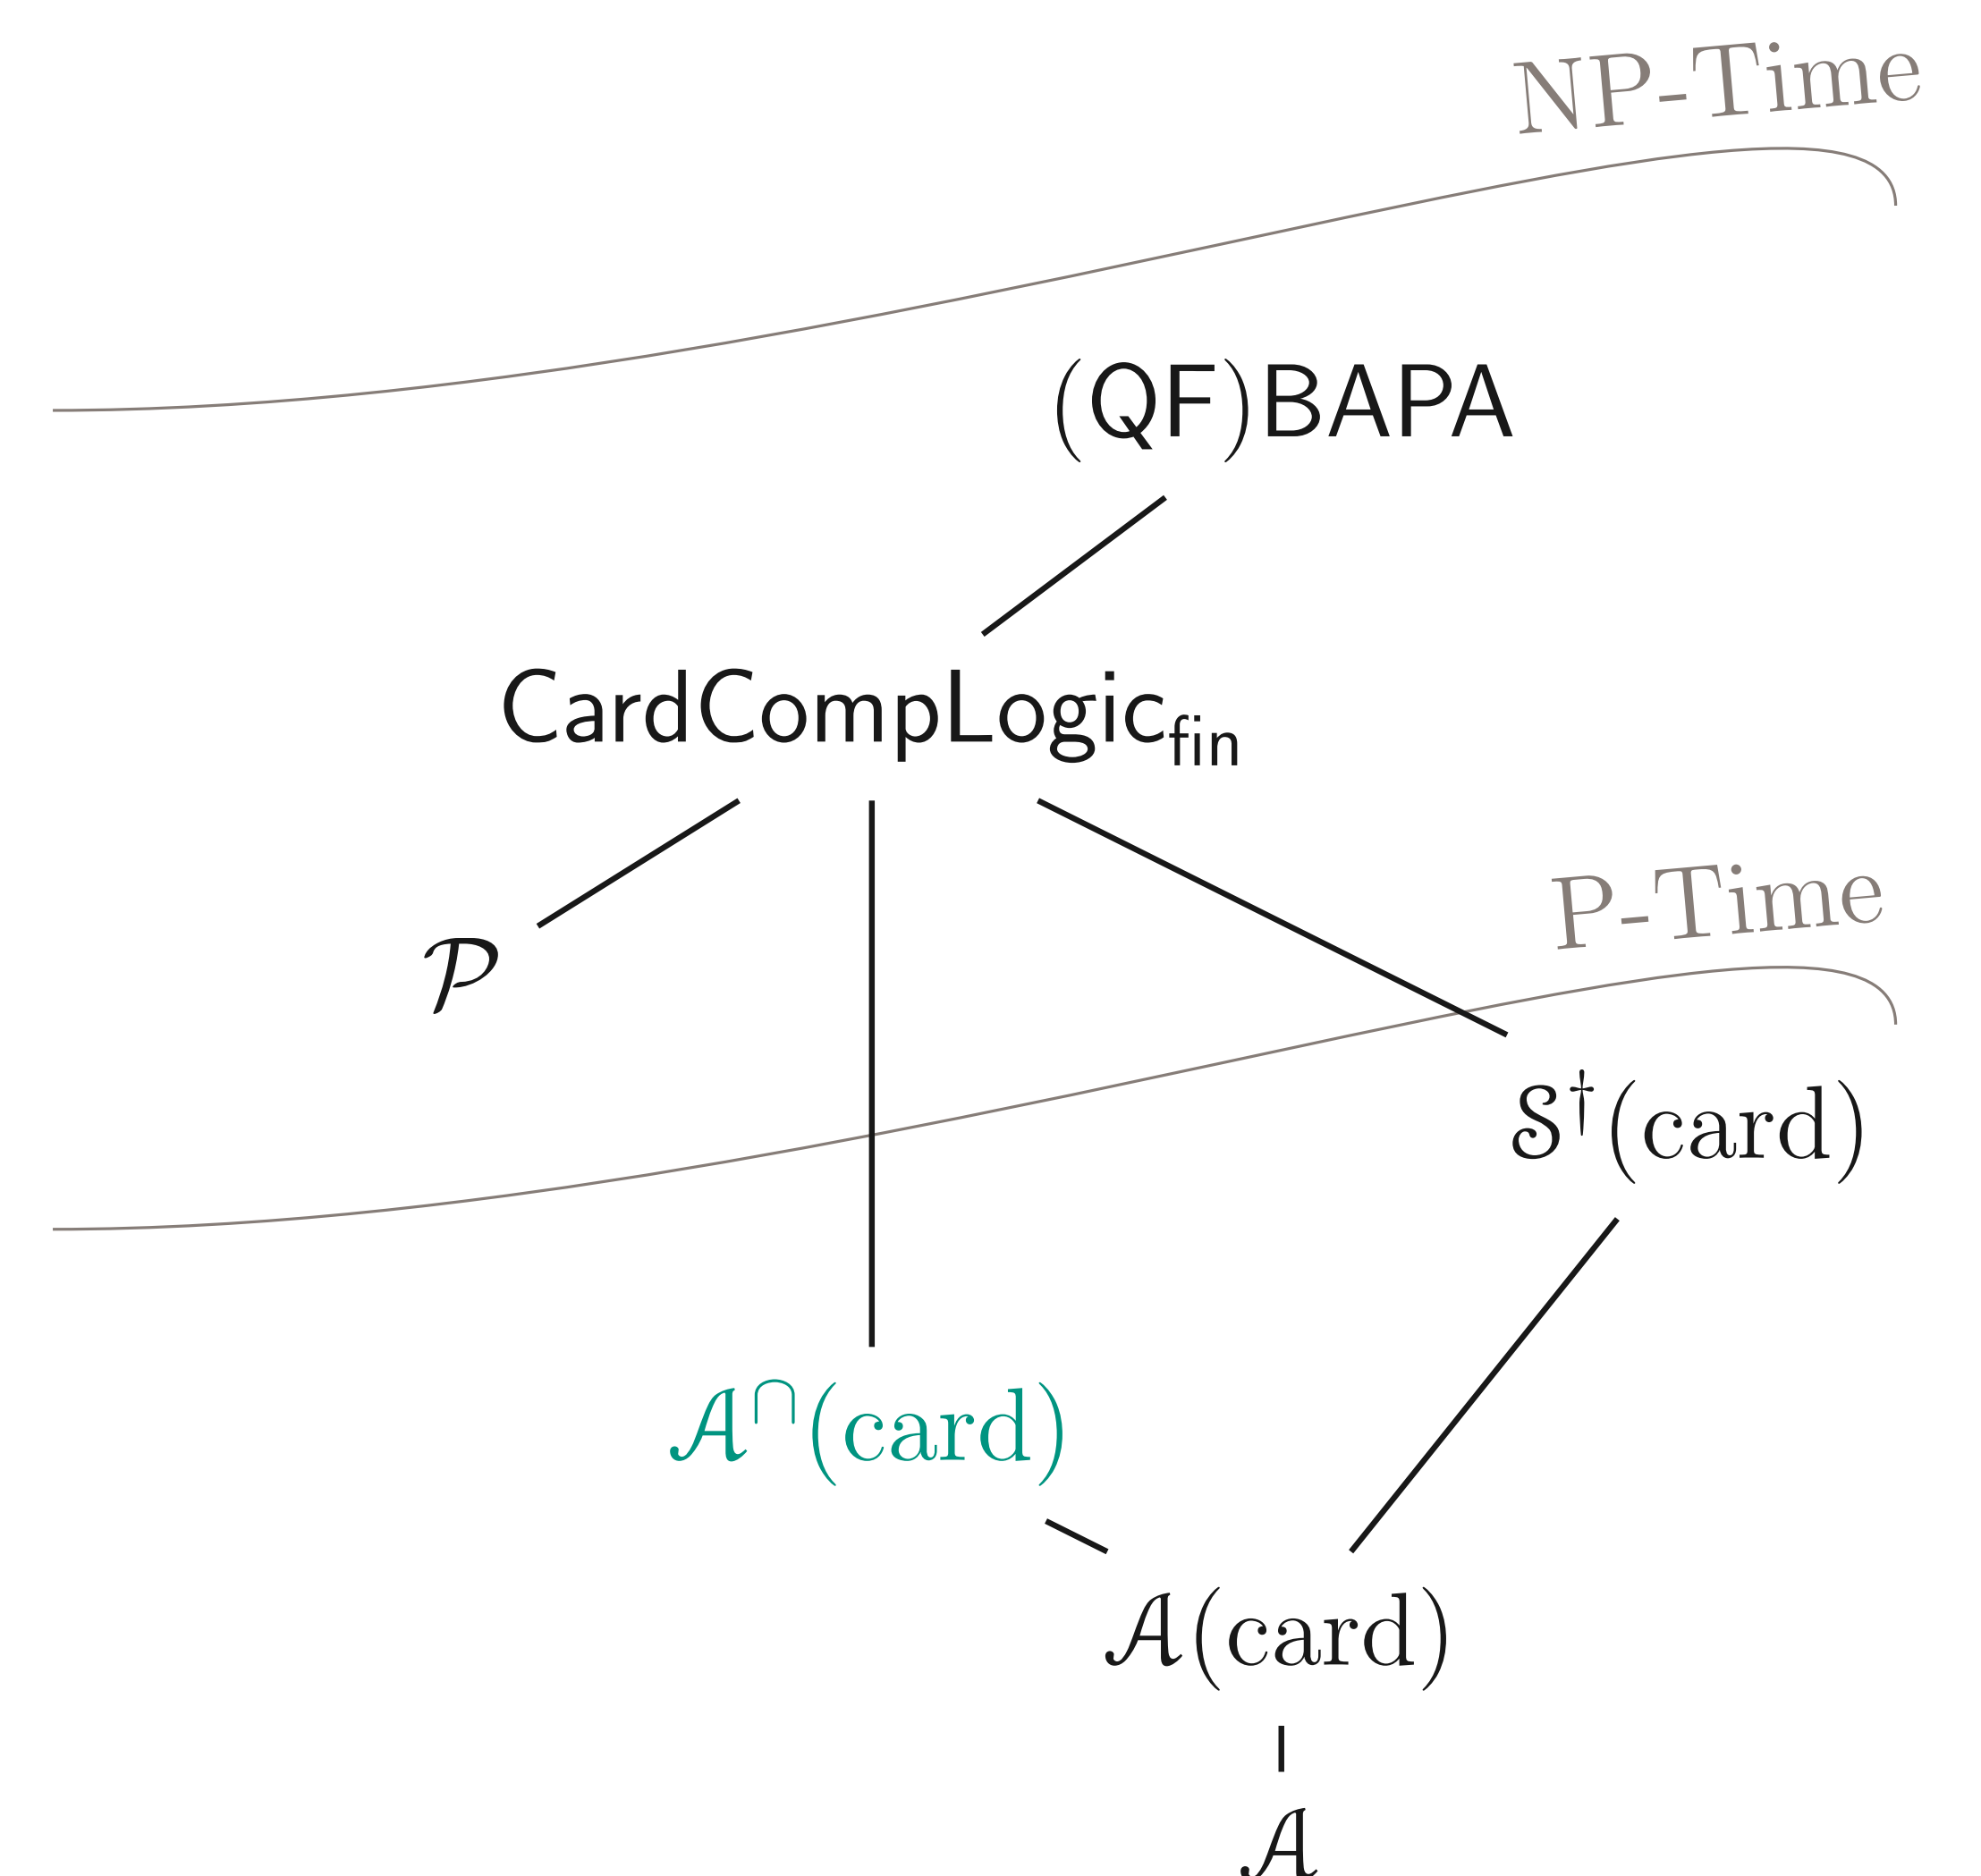 NP-Time
(QF)BAPA
CardCompLogic_fin
P-Time
𝒫
𝒮†(card)
𝒜∩(card)
𝒜(card)
𝒜